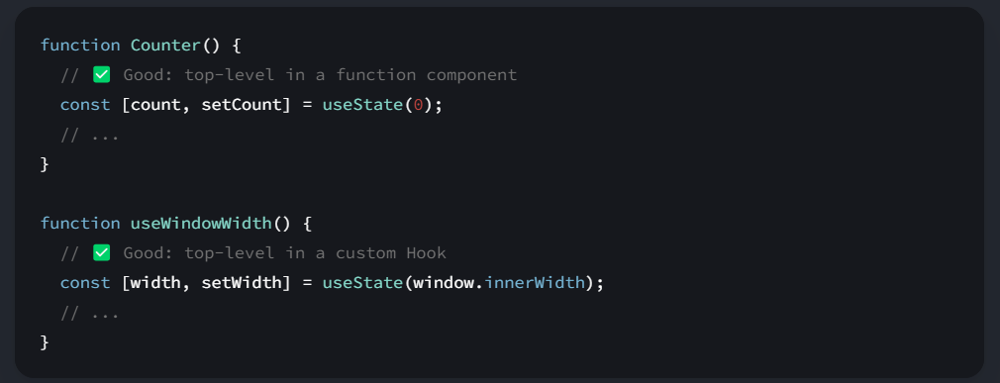 function Counter() {
  // ✅ Good: top-level in a function component
  const [count, setCount] = useState(0);
  // ...
}

function useWindowWidth() {
  // ✅ Good: top-level in a custom Hook
  const [width, setWidth] = useState(window.innerWidth);
  // ...
}